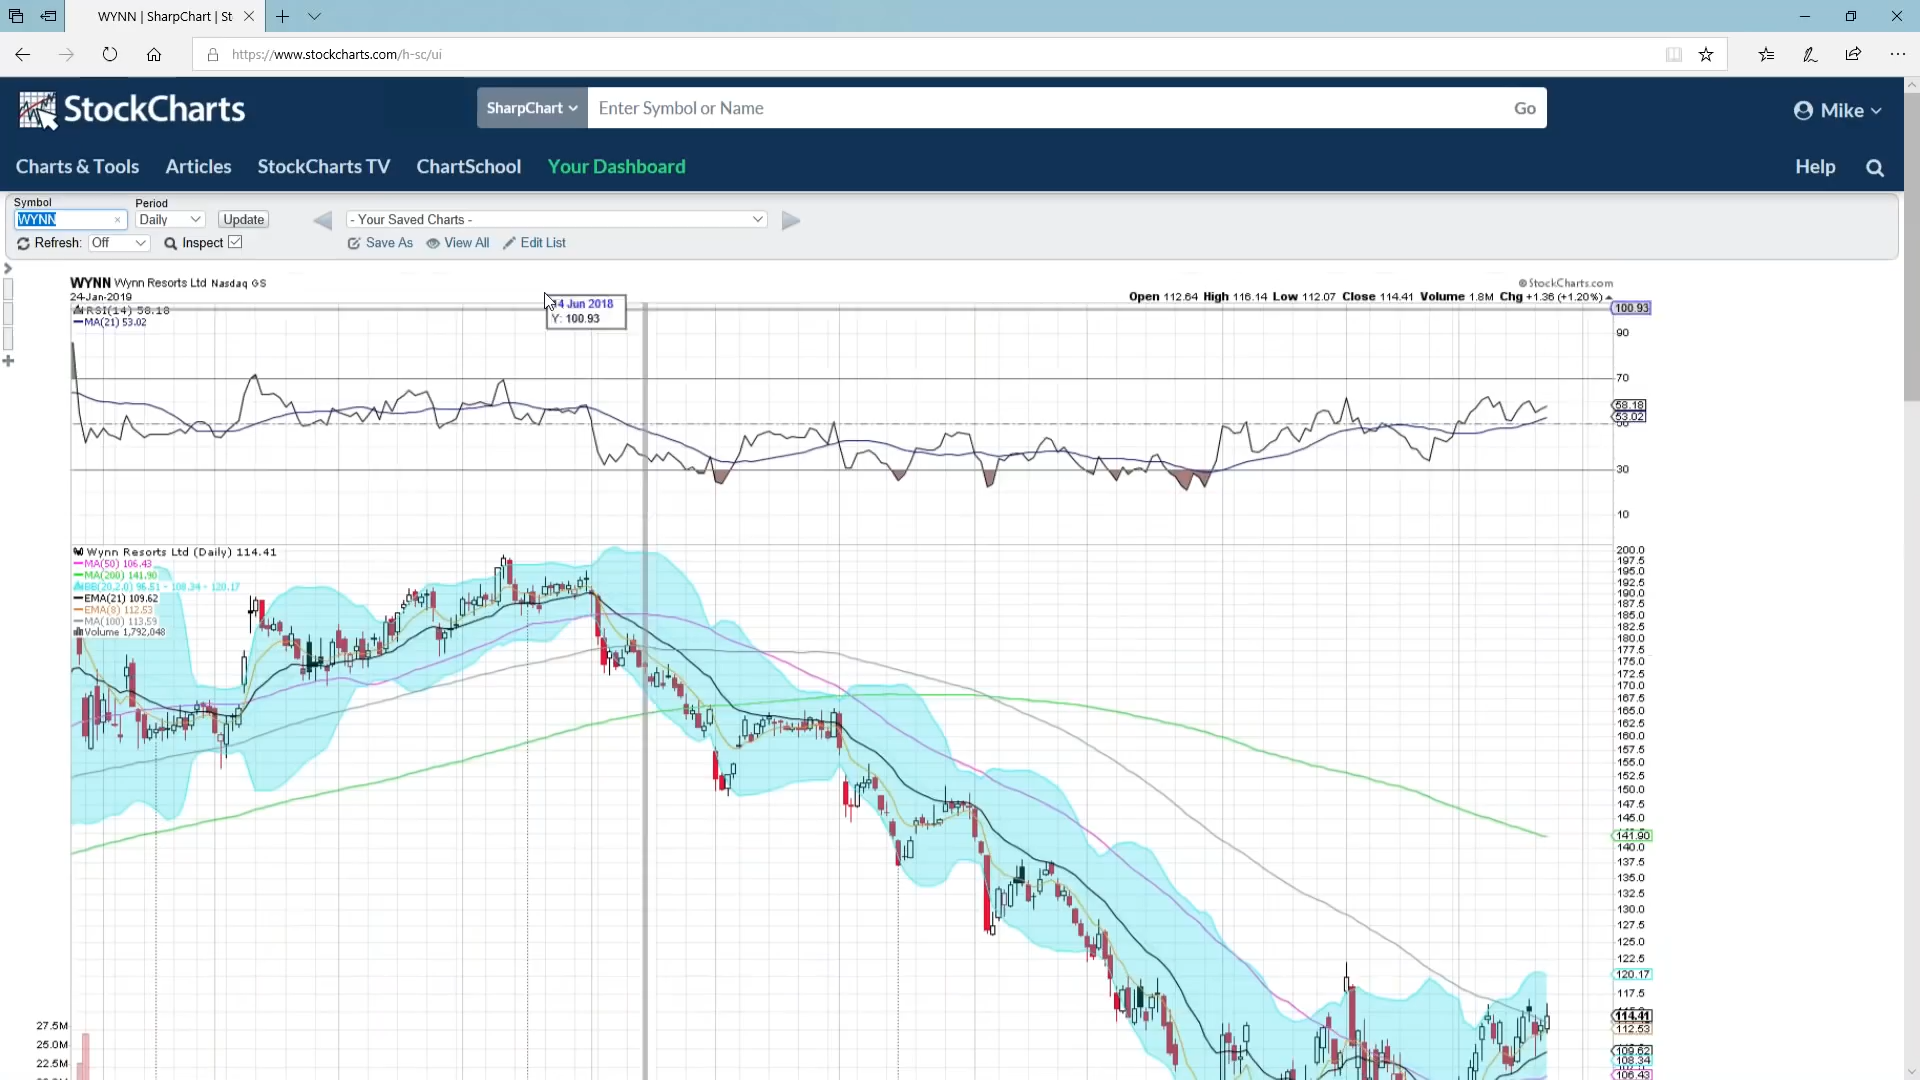 WYNN | SharpChart | St
https://www.stockcharts.com/h-sc/ui
StockCharts
SharpChart
Enter Symbol or Name
Go
Mike
Charts & Tools
Articles
StockCharts TV
ChartSchool
Your Dashboard
Help
Symbol
Period
WYNN
Daily
Update
- Your Saved Charts -
Refresh:
Off
Inspect
Save As
View All
Edit List
WYNN Wynn Resorts Ltd Nasdaq GS
© StockCharts.com
24-Jan-2019
Open 112.64 High 116.14 Low 112.07 Close 114.41 Volume 1.8M Chg +1.36 (+1.20%)
4 Jun 2018
Y: 100.93
RSI(14) 58.18
MA(21) 53.02
100.93
90
70
58.18
53.02
30
10
Wynn Resorts Ltd (Daily) 114.41
MA(50) 106.43
MA(200) 141.90
BB(20,2.0) 96.51 - 108.34 - 120.17
EMA(21) 109.62
EMA(8) 112.53
MA(100) 113.59
Volume 1,792,048
200.0
197.5
195.0
192.5
190.0
187.5
185.0
182.5
180.0
177.5
175.0
172.5
170.0
167.5
165.0
162.5
160.0
157.5
155.0
152.5
150.0
147.5
145.0
141.90
140.0
137.5
135.0
132.5
130.0
127.5
125.0
122.5
120.17
117.5
114.41
112.53
109.62
108.34
106.43
27.5M
25.0M
22.5M